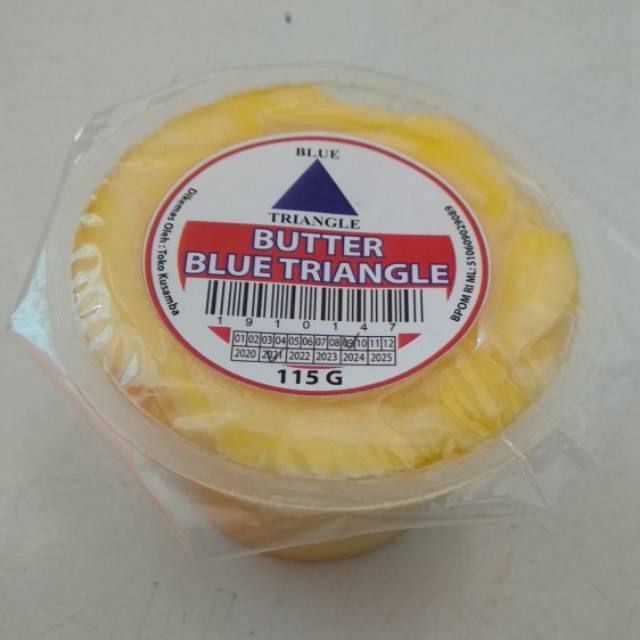 BLUE
TRIANGLE
BUTTER
BLUE TRIANGLE
Dikemas Oleh : Toko Kusamba
BPOM RI ML: 510609029089
1910147
01 02 03 04 05 06 07 08 09 10 11 12
2020 2021 2022 2023 2024 2025
115 G